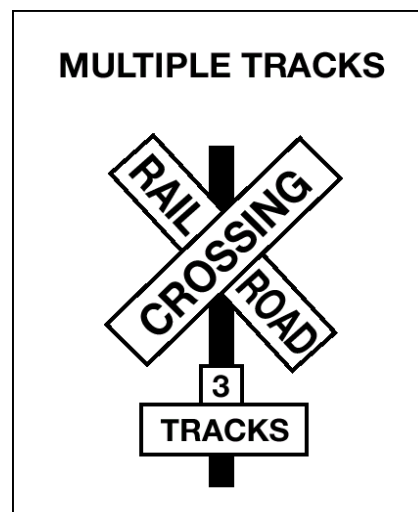 MULTIPLE TRACKS
RAIL
CROSSING
ROAD
3
TRACKS